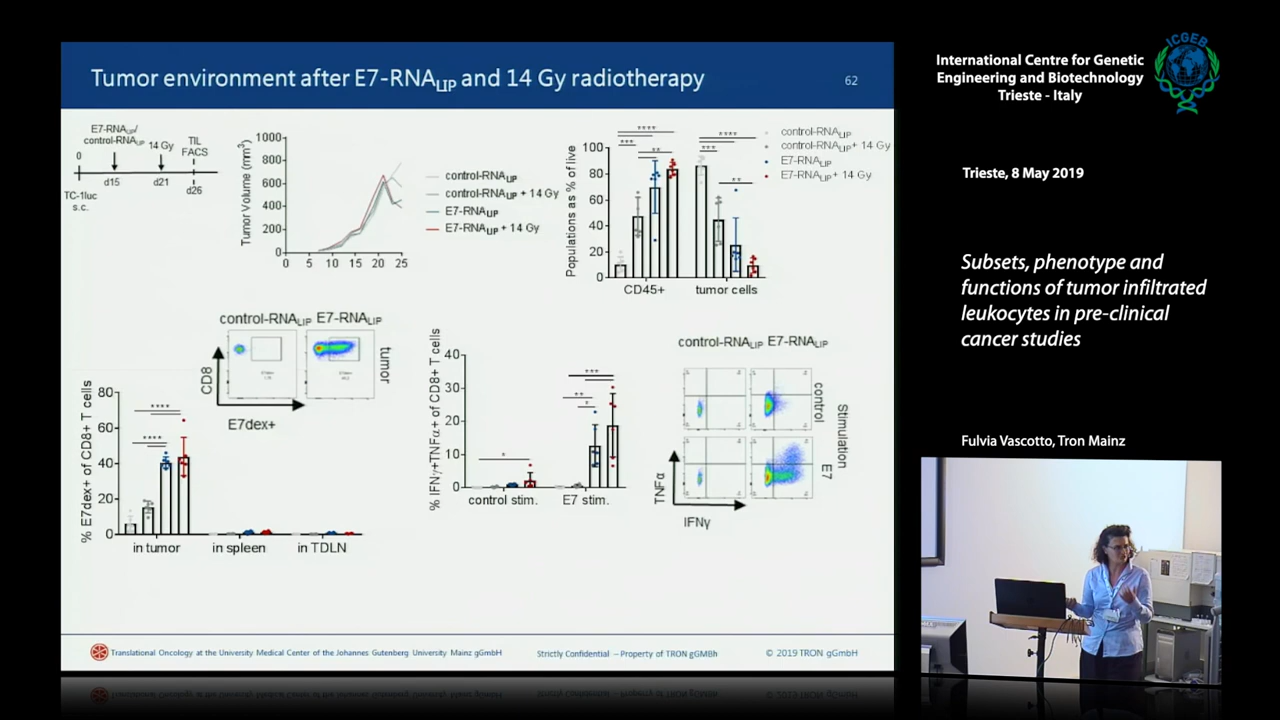 Tumor environment after E7-RNALIP and 14 Gy radiotherapy
62
E7-RNALIP/
control-RNALIP 14 Gy
TIL
FACS
0
d15
d21
d26
TC-1luc
s.c.
Tumor Volume (mm³)
1000
800
600
400
200
0
0 5 10 15 20 25
control-RNALIP
control-RNALIP + 14 Gy
E7-RNALIP
E7-RNALIP + 14 Gy
Populations as % of live
100
80
60
40
20
0
****
***
**
****
***
**
CD45+
tumor cells
control-RNALIP
control-RNALIP + 14 Gy
E7-RNALIP
E7-RNALIP + 14 Gy
control-RNALIP E7-RNALIP
CD8
tumor
E7dex+
% E7dex+ of CD8+ T cells
80
60
40
20
0
****
****
in tumor
in spleen
in TDLN
% IFNγ+TNFα+ of CD8+ T cells
40
30
20
10
0
*
***
**
*
control stim.
E7 stim.
control-RNALIP E7-RNALIP
control
E7
Stimulation
TNFα
IFNγ
Translational Oncology at the University Medical Center of the Johannes Gutenberg University Mainz gGmbH
Strictly Confidential – Property of TRON gGMBh
© 2019 TRON gGmbH
International Centre for Genetic
Engineering and Biotechnology
Trieste - Italy
ICGEB
Trieste, 8 May 2019
Subsets, phenotype and
functions of tumor infiltrated
leukocytes in pre-clinical
cancer studies
Fulvia Vascotto, Tron Mainz